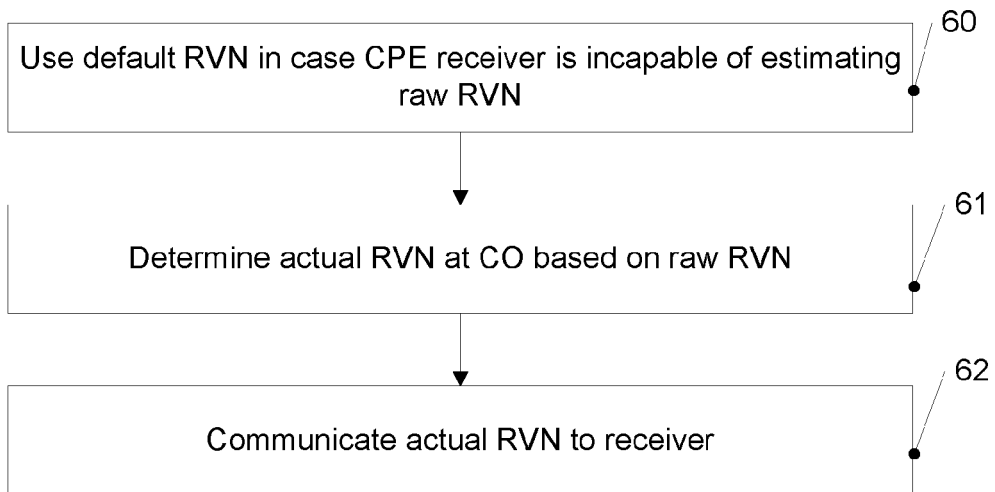 60
Use default RVN in case CPE receiver is incapable of estimating
raw RVN
61
Determine actual RVN at CO based on raw RVN
62
Communicate actual RVN to receiver